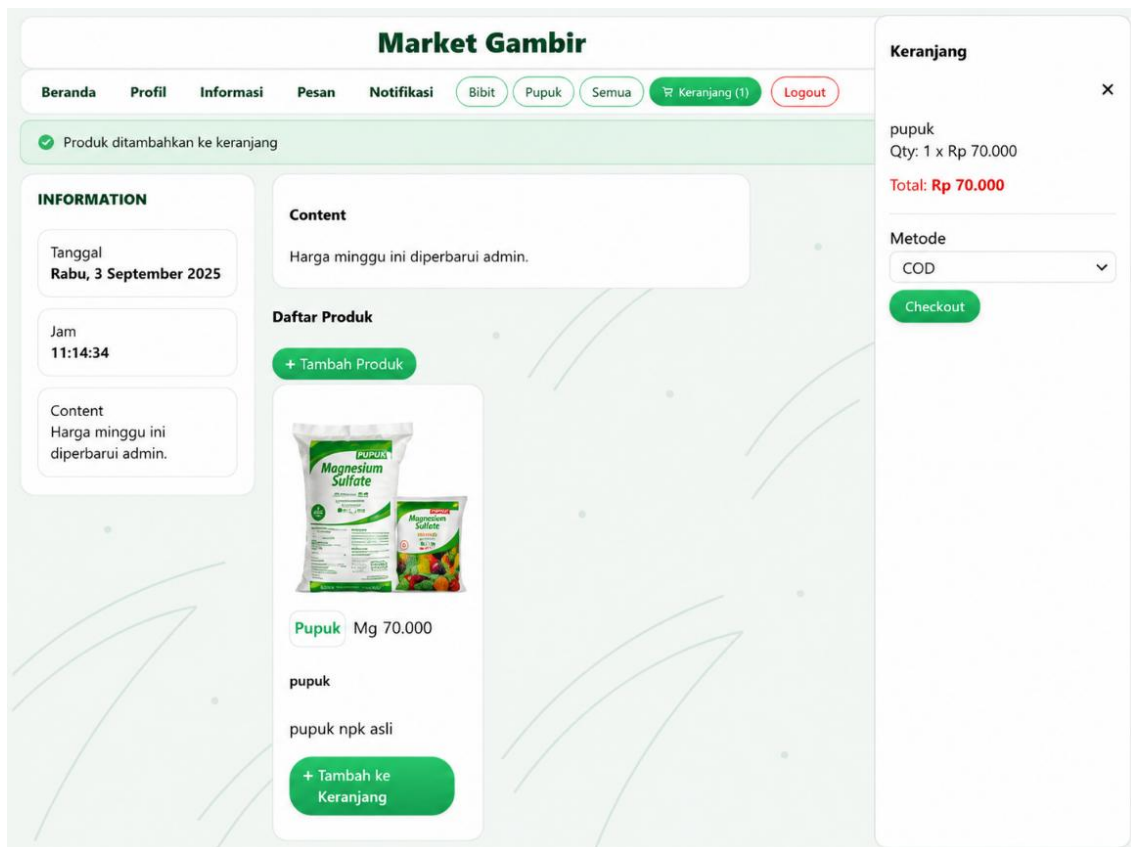 Market Gambir
Beranda Profil Informasi Pesan Notifikasi Bibit Pupuk Semua Keranjang (1) Logout
Produk ditambahkan ke keranjang
INFORMATION
Tanggal
Rabu, 3 September 2025
Jam
11:14:34
Content
Harga minggu ini
diperbarui admin.
Content
Harga minggu ini diperbarui admin.
Daftar Produk
+ Tambah Produk
PUPUK
Magnesium
Sulfate
Magnesium
Sulfate
Pupuk Mg 70.000
pupuk
pupuk npk asli
+ Tambah ke
Keranjang
Keranjang
×
pupuk
Qty: 1 x Rp 70.000
Total: Rp 70.000
Metode
COD
Checkout